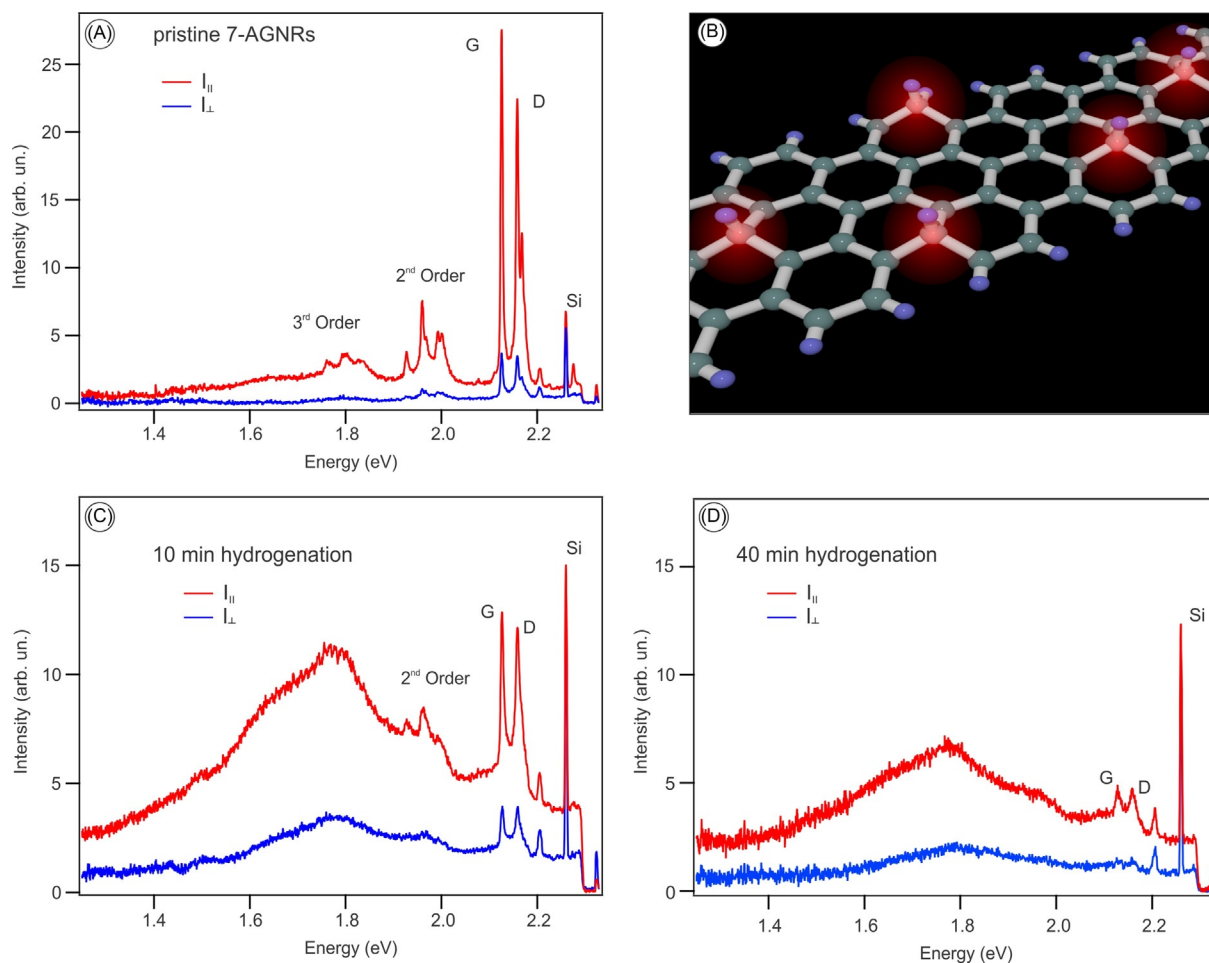 (A)
pristine 7-AGNRs
I||
I⊥
G
D
Si
2nd Order
3rd Order
25
20
15
10
5
0
Intensity (arb. un.)
1.4 1.6 1.8 2.0 2.2
Energy (eV)
(B)
(C)
10 min hydrogenation
I||
I⊥
Si
G
D
2nd Order
15
10
5
0
Intensity (arb. un.)
1.4 1.6 1.8 2.0 2.2
Energy (eV)
(D)
40 min hydrogenation
I||
I⊥
Si
G
D
15
10
5
0
Intensity (arb. un.)
1.4 1.6 1.8 2.0 2.2
Energy (eV)